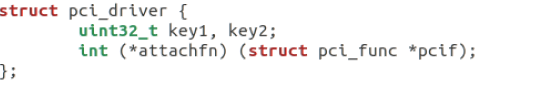 struct pci_driver {
        uint32_t key1, key2;
        int (*attachfn) (struct pci_func *pcif);
};